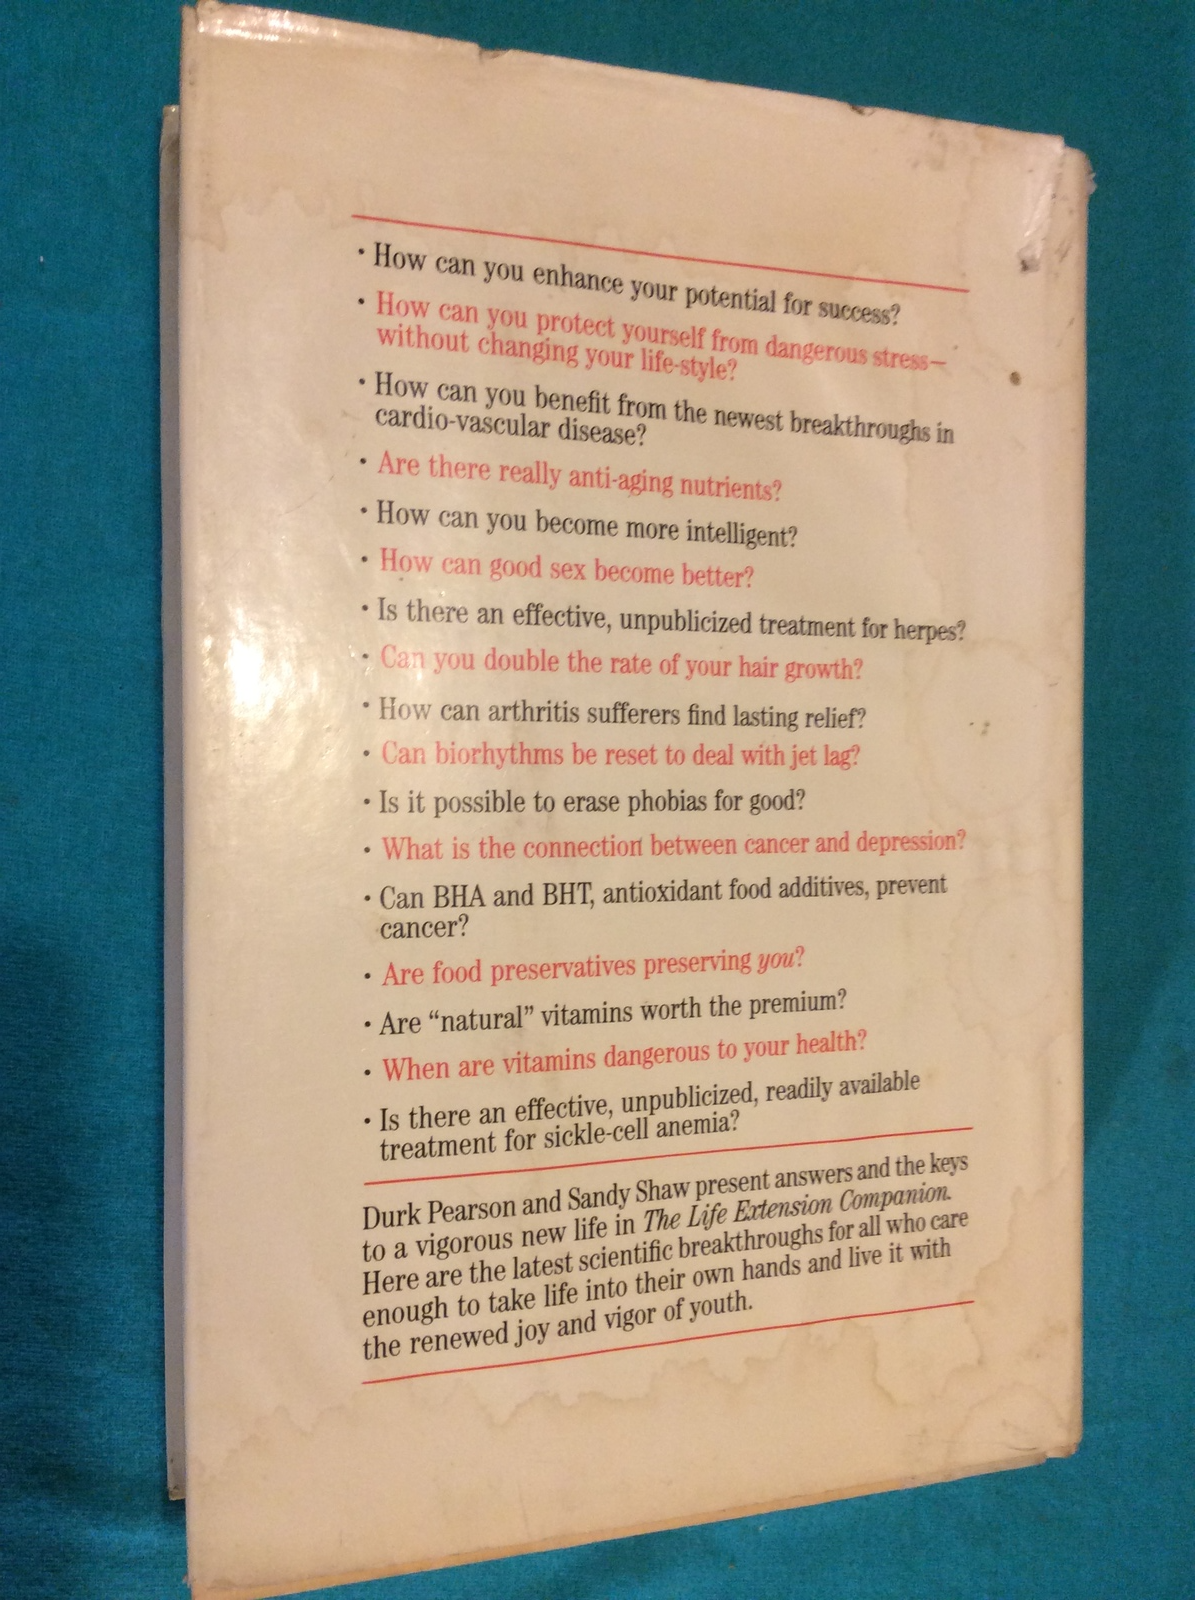 • How can you enhance your potential for success?
• How can you protect yourself from dangerous stress—
without changing your life-style?
• How can you benefit from the newest breakthroughs in
cardio-vascular disease?
• Are there really anti-aging nutrients?
• How can you become more intelligent?
• How can good sex become better?
• Is there an effective, unpublicized treatment for herpes?
• Can you double the rate of your hair growth?
• How can arthritis sufferers find lasting relief?
• Can biorhythms be reset to deal with jet lag?
• Is it possible to erase phobias for good?
• What is the connection between cancer and depression?
• Can BHA and BHT, antioxidant food additives, prevent
cancer?
• Are food preservatives preserving you?
• Are “natural” vitamins worth the premium?
• When are vitamins dangerous to your health?
• Is there an effective, unpublicized, readily available
treatment for sickle-cell anemia?
Durk Pearson and Sandy Shaw present answers and the keys
to a vigorous new life in The Life Extension Companion.
Here are the latest scientific breakthroughs for all who care
enough to take life into their own hands and live it with
the renewed joy and vigor of youth.